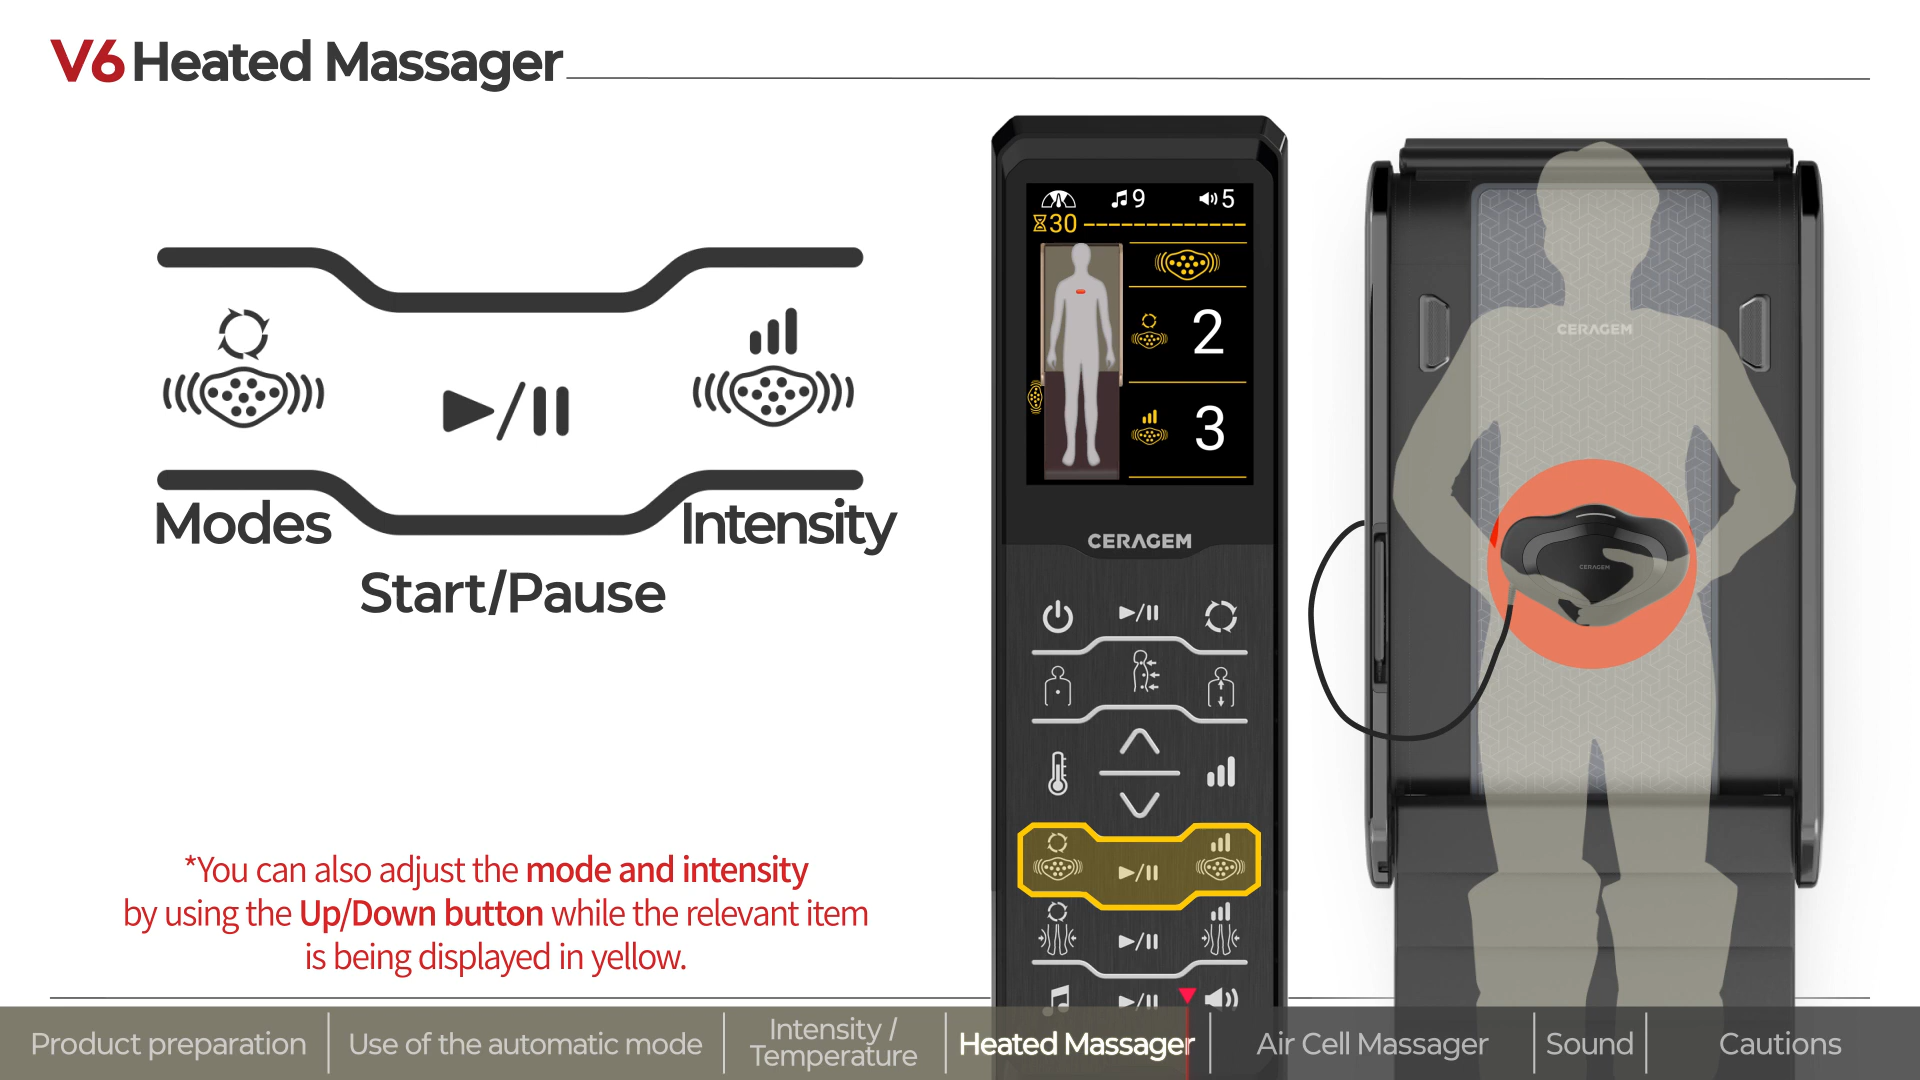 V6 Heated Massager
9
5
30
2
3
CERAGEM
CERAGEM
CERAGEM
Modes
Intensity
Start/Pause
*You can also adjust the mode and intensity
by using the Up/Down button while the relevant item
is being displayed in yellow.
Product preparation
Use of the automatic mode
Intensity /
Temperature
Heated Massager
Air Cell Massager
Sound
Cautions